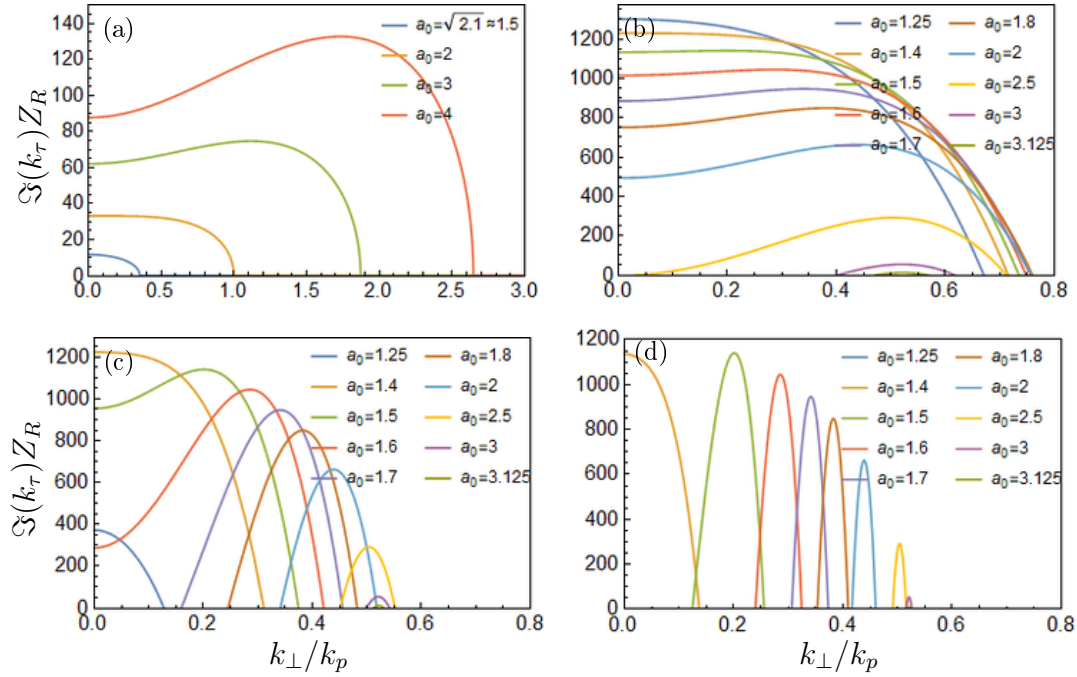 (a)
ℑ(k_τ)Z_R
140
120
100
80
60
40
20
0
a₀=√2.1≈1.5
a₀=2
a₀=3
a₀=4
0.0 0.5 1.0 1.5 2.0 2.5 3.0
(b)
1200
1000
800
600
400
200
0
a₀=1.25 a₀=1.8
a₀=1.4 a₀=2
a₀=1.5 a₀=2.5
a₀=1.6 a₀=3
a₀=1.7 a₀=3.125
0.0 0.2 0.4 0.6 0.8
(c)
ℑ(k_τ)Z_R
1200
1000
800
600
400
200
0
a₀=1.25 a₀=1.8
a₀=1.4 a₀=2
a₀=1.5 a₀=2.5
a₀=1.6 a₀=3
a₀=1.7 a₀=3.125
0.0 0.2 0.4 0.6 0.8
k_⊥/k_p
(d)
1200
1000
800
600
400
200
0
a₀=1.25 a₀=1.8
a₀=1.4 a₀=2
a₀=1.5 a₀=2.5
a₀=1.6 a₀=3
a₀=1.7 a₀=3.125
0.0 0.2 0.4 0.6 0.8
k_⊥/k_p